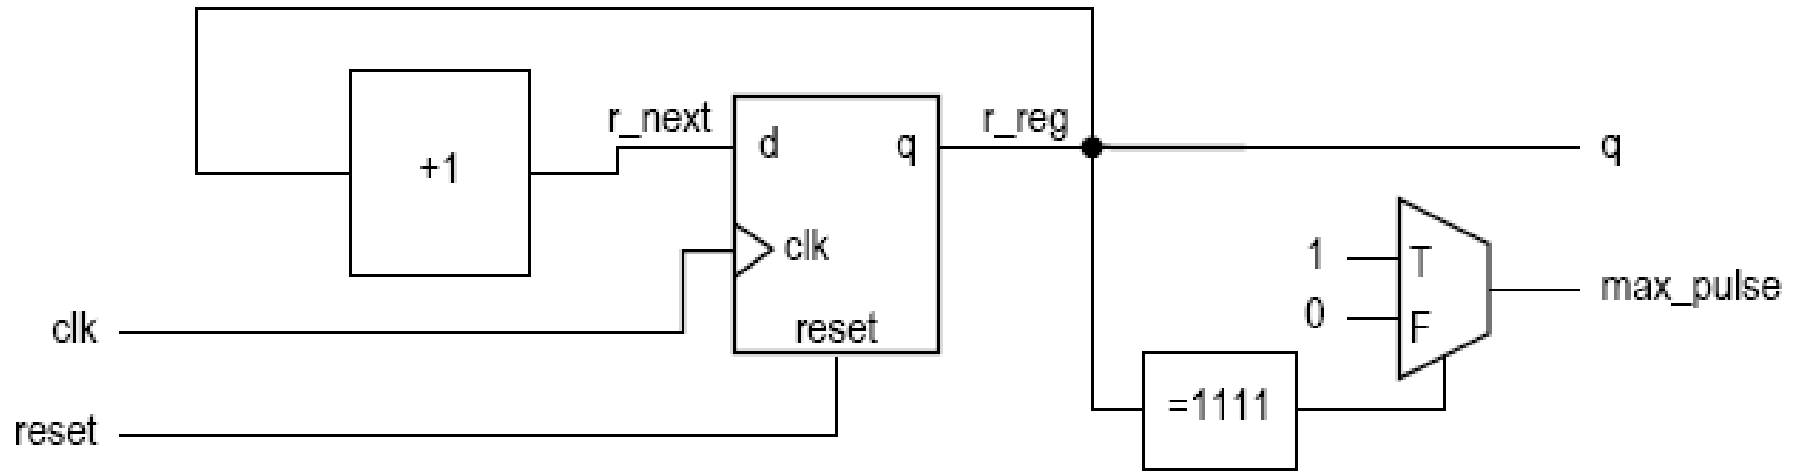 r_next
r_reg
d
q
q
+1
clk
1
T
max_pulse
0
F
clk
reset
=1111
reset